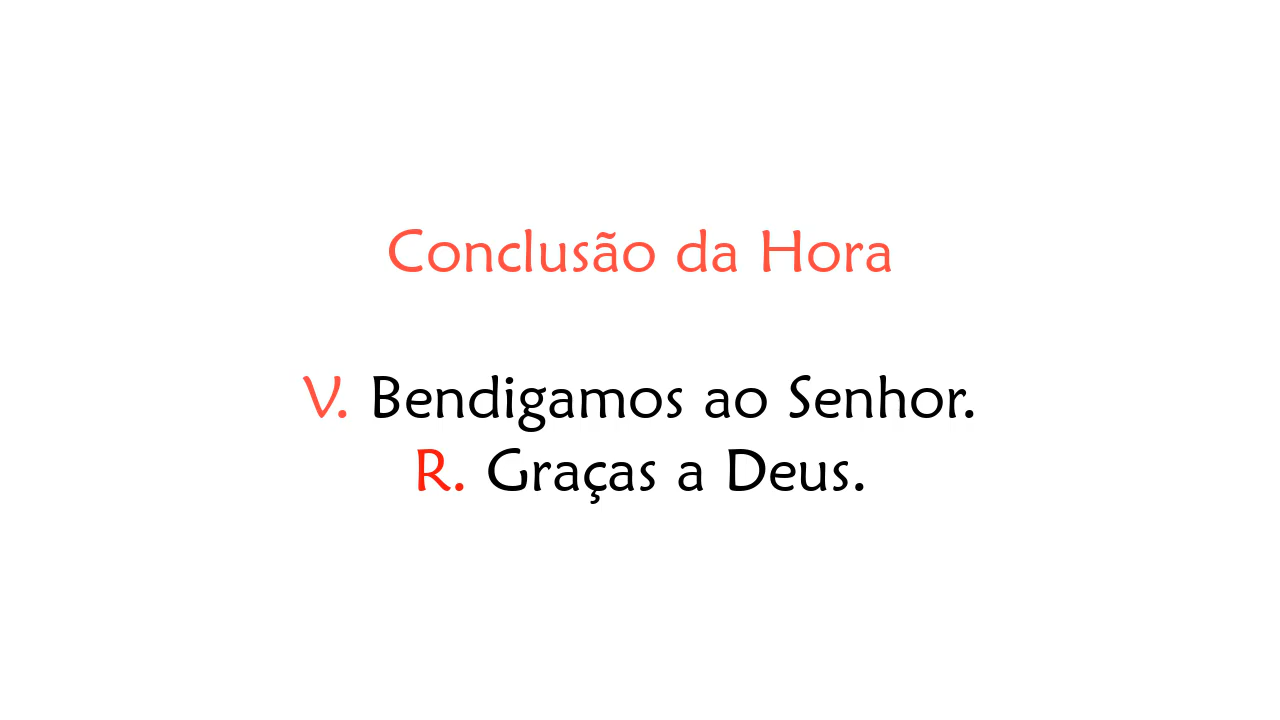 Conclusão da Hora
V. Bendigamos ao Senhor.
R. Graças a Deus.